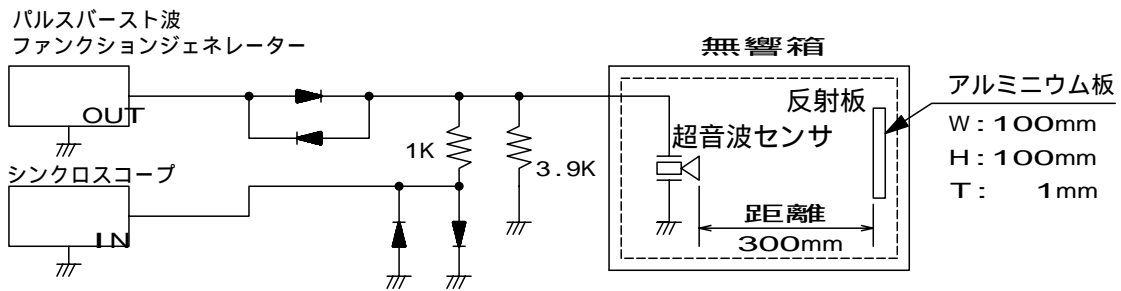 パルスバースト波
ファンクションジェネレーター
OUT
シンクロスコープ
IN
1K
3.9K
無響箱
反射板
超音波センサ
距離
300mm
アルミニウム板
W:100mm
H:100mm
T: 1mm